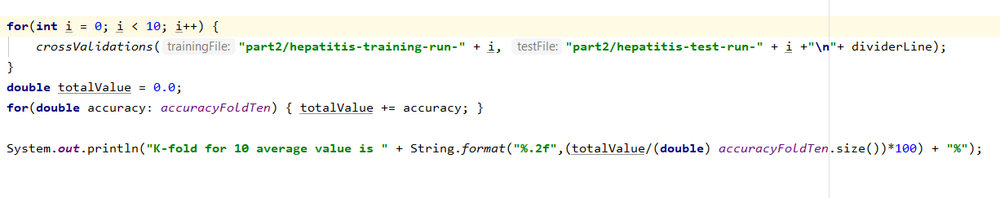 for(int i = 0; i < 10; i++) {
    crossValidations( trainingFile: "part2/hepatitis-training-run-" + i, testFile: "part2/hepatitis-test-run-" + i +"\n"+ dividerLine);
}
double totalValue = 0.0;
for(double accuracy: accuracyFoldTen) { totalValue += accuracy; }
System.out.println("K-fold for 10 average value is " + String.format("%.2f",(totalValue/(double) accuracyFoldTen.size())*100) + "%");